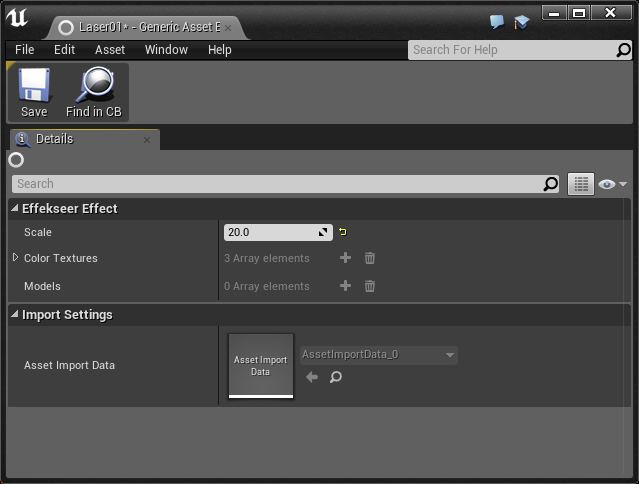 Laser01* - Generic Asset E
File Edit Asset Window Help
Search For Help
Save Find in CB
Details
Search
Effekseer Effect
Scale 20.0
Color Textures 3 Array elements
Models 0 Array elements
Import Settings
Asset Import Data Asset Import Data AssetImportData_0